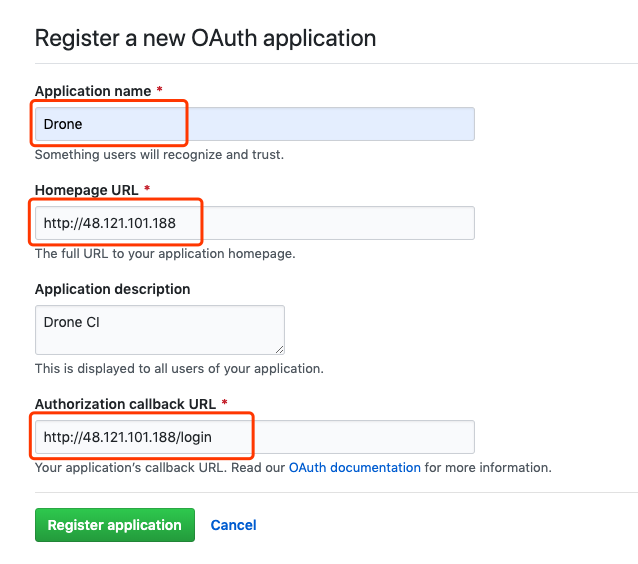 Register a new OAuth application
Application name *
Drone
Something users will recognize and trust.
Homepage URL *
http://48.121.101.188
The full URL to your application homepage.
Application description
Drone CI
This is displayed to all users of your application.
Authorization callback URL *
http://48.121.101.188/login
Your application’s callback URL. Read our OAuth documentation for more information.
Register application Cancel